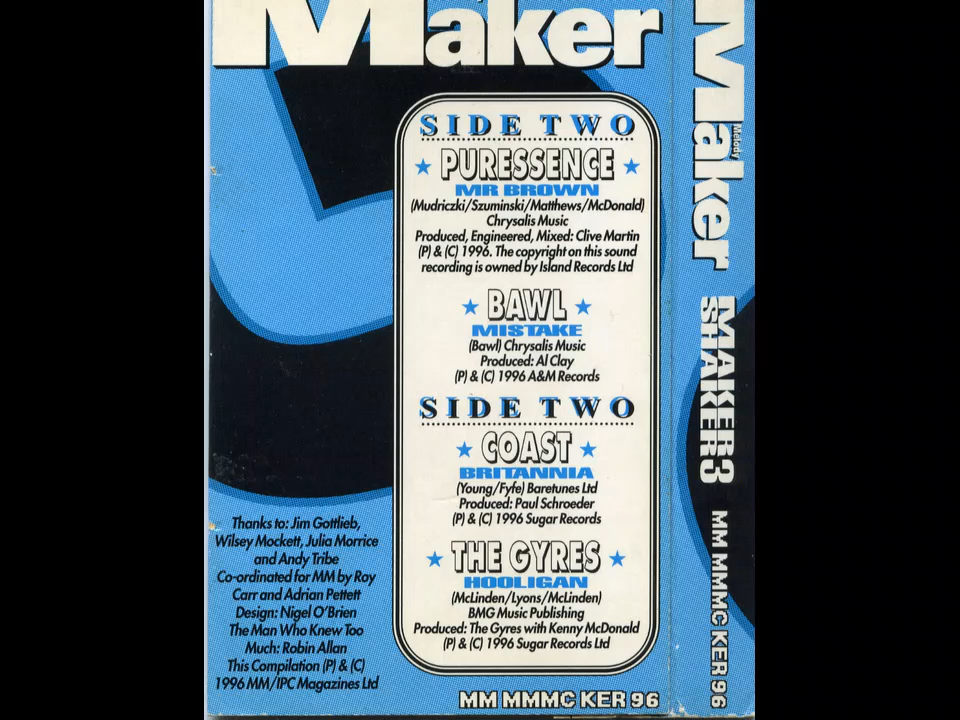 Maker
SIDE TWO
PURESSENCE
MR BROWN
(Mudriczki/Szuminski/Matthews/McDonald)
Chrysalis Music
Produced, Engineered, Mixed: Clive Martin
(P) & (C) 1996. The copyright on this sound
recording is owned by Island Records Ltd
BAWL
MISTAKE
(Bawl) Chrysalis Music
Produced: Al Clay
(P) & (C) 1996 A&M Records
SIDE TWO
COAST
BRITANNIA
(Young/Fyfe) Baretunes Ltd
Produced: Paul Schroeder
(P) & (C) 1996 Sugar Records
THE GYRES
HOOLIGAN
(McLinden/Lyons/McLinden)
BMG Music Publishing
Produced: The Gyres with Kenny McDonald
(P) & (C) 1996 Sugar Records Ltd
Thanks to: Jim Gottlieb,
Wilsey Mockett, Julia Morrice
and Andy Tribe
Co-ordinated for MM by Roy
Carr and Adrian Pettett
Design: Nigel O'Brien
The Man Who Knew Too
Much: Robin Allan
This Compilation (P) & (C)
1996 MM/IPC Magazines Ltd
MM MMMC KER 96
Melody
Maker
MAKER
SHAKER 3
MM MMMC KER 96